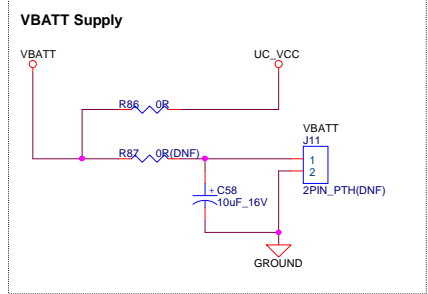 VBATT Supply
VBATT
UC_VCC
R86 0R
VBATT
J11
R87 0R(DNF)
1
2
+ C58
10uF_16V
2PIN_PTH(DNF)
GROUND